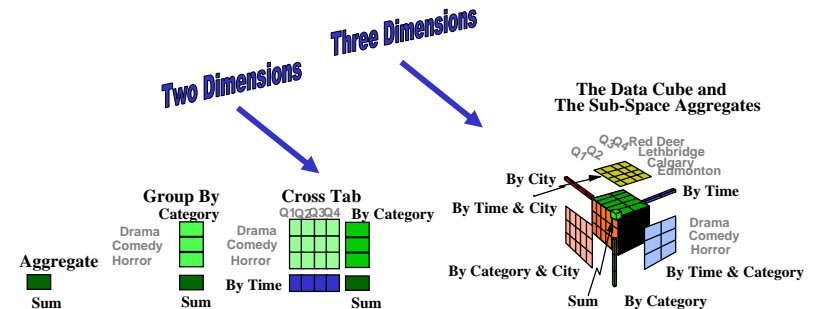 Two Dimensions
Three Dimensions
Aggregate
Sum
Group By
Category
Drama
Comedy
Horror
Sum
Cross Tab
Q1Q2Q3Q4
By Category
Drama
Comedy
Horror
By Time
Sum
The Data Cube and
The Sub-Space Aggregates
Q1Q2Q3Q4
Red Deer
Lethbridge
Calgary
Edmonton
By City
By Time
By Time & City
Drama
Comedy
Horror
By Category & City
By Time & Category
Sum
By Category